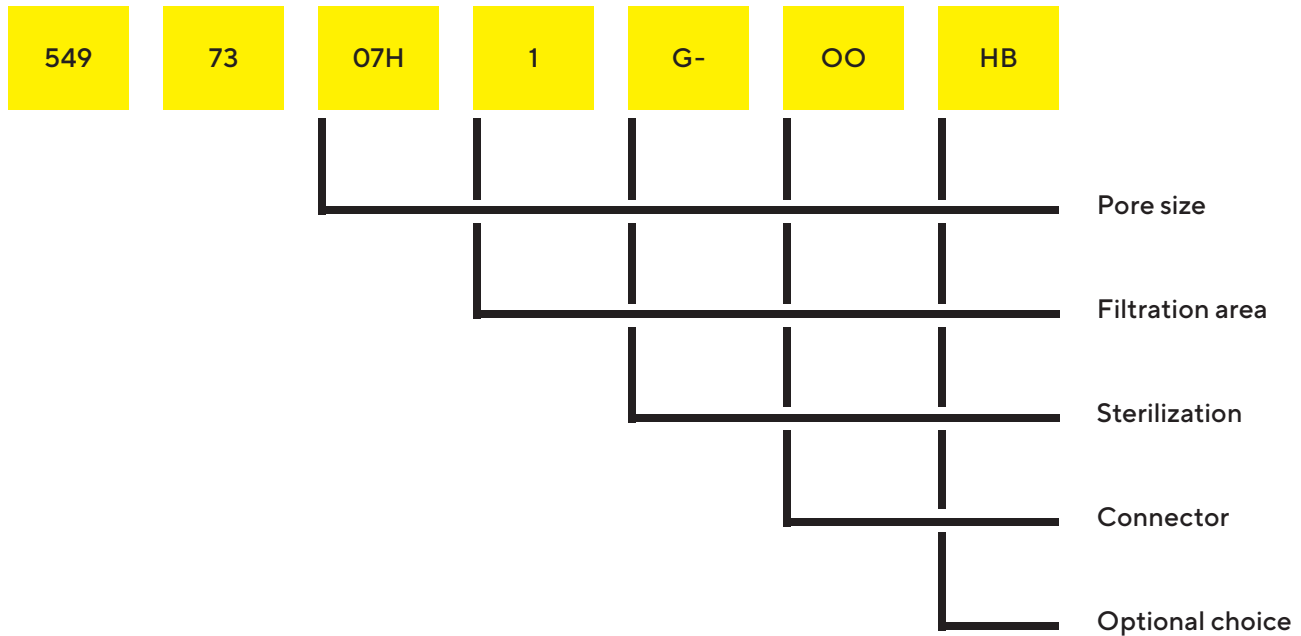 549 73 07H 1 G- OO HB
Pore size
Filtration area
Sterilization
Connector
Optional choice